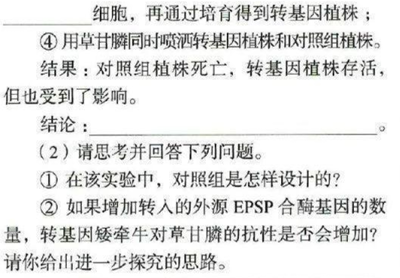 ________细胞，再通过培育得到转基因植株；
④ 用草甘膦同时喷洒转基因植株和对照组植株。
结果：对照组植株死亡，转基因植株存活，
但也受到了影响。
结论：________________________。
（2）请思考并回答下列问题。
① 在该实验中，对照组是怎样设计的？
② 如果增加转入的外源 EPSP 合酶基因的数
量，转基因矮牵牛对草甘膦的抗性是否会增加？
请你给出进一步探究的思路。